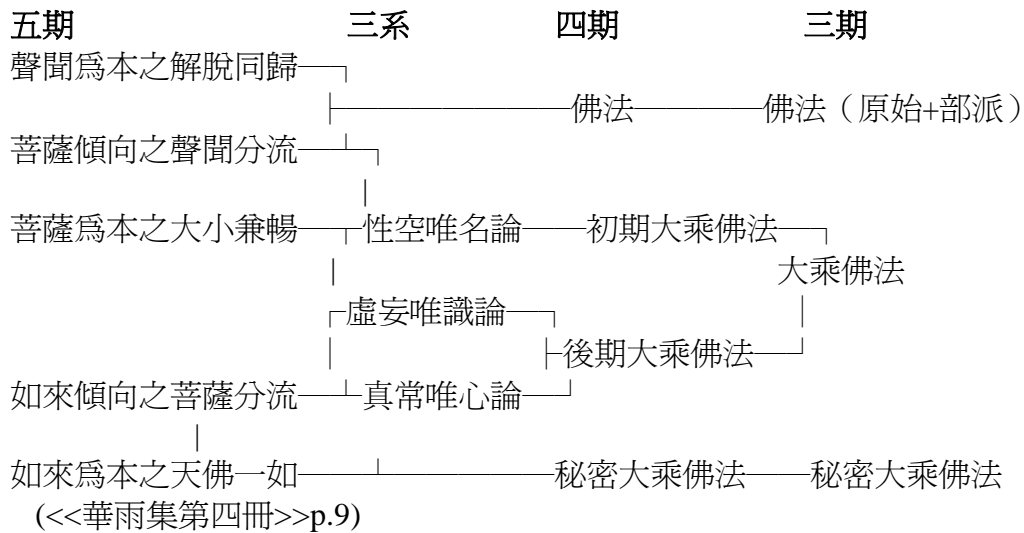 五期 三系 四期 三期
聲聞爲本之解脫同歸──┐
├──────────佛法──────佛法（原始+部派）
菩薩傾向之聲聞分流──┴┐
|
菩薩爲本之大小兼暢──┬性空唯名論───初期大乘佛法──┐
| 大乘佛法
┌虛妄唯識論──┐ |
| ├後期大乘佛法──┘
如來傾向之菩薩分流──┴真常唯心論──┘
|
如來爲本之天佛一如───┴────────秘密大乘佛法───秘密大乘佛法
(<<華雨集第四冊>>p.9)